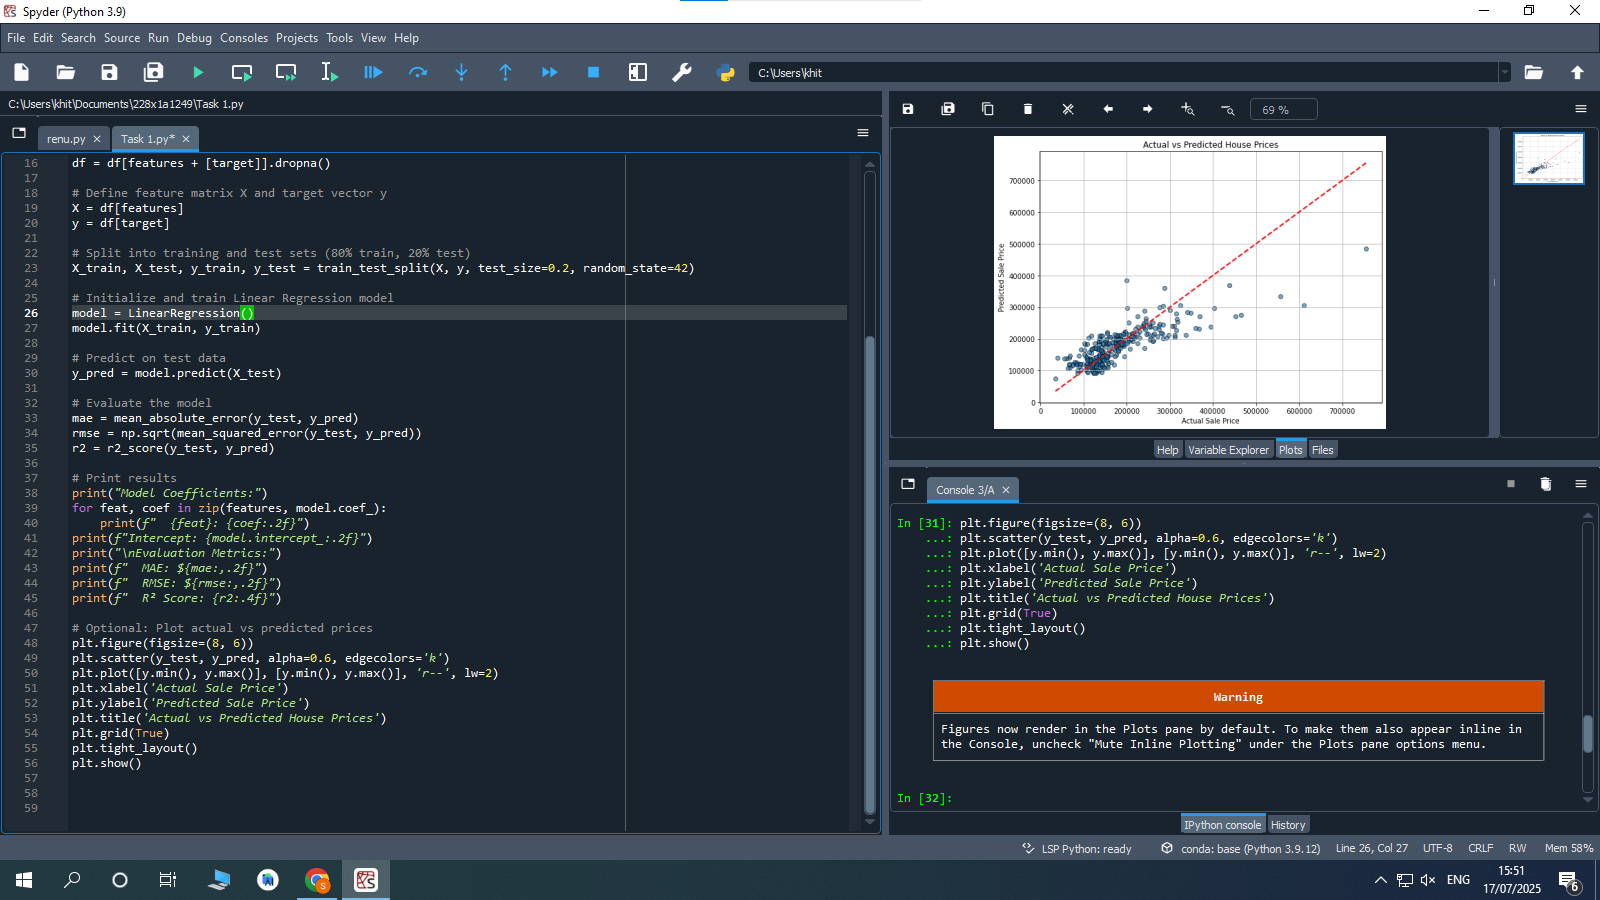 Spyder (Python 3.9)
File Edit Search Source Run Debug Consoles Projects Tools View Help
C:\Users\khit
C:\Users\khit\Documents\228x1a1249\Task 1.py
renu.py
Task 1.py*
16 df = df[features + [target]].dropna()
17
18 # Define feature matrix X and target vector y
19 X = df[features]
20 y = df[target]
21
22 # Split into training and test sets (80% train, 20% test)
23 X_train, X_test, y_train, y_test = train_test_split(X, y, test_size=0.2, random_state=42)
24
25 # Initialize and train Linear Regression model
26 model = LinearRegression()
27 model.fit(X_train, y_train)
28
29 # Predict on test data
30 y_pred = model.predict(X_test)
31
32 # Evaluate the model
33 mae = mean_absolute_error(y_test, y_pred)
34 rmse = np.sqrt(mean_squared_error(y_test, y_pred))
35 r2 = r2_score(y_test, y_pred)
36
37 # Print results
38 print("Model Coefficients:")
39 for feat, coef in zip(features, model.coef_):
40     print(f"  {feat}: {coef:.2f}")
41 print(f"Intercept: {model.intercept_:.2f}")
42 print("\nEvaluation Metrics:")
43 print(f"  MAE: ${mae:,.2f}")
44 print(f"  RMSE: ${rmse:,.2f}")
45 print(f"  R² Score: {r2:.4f}")
46
47 # Optional: Plot actual vs predicted prices
48 plt.figure(figsize=(8, 6))
49 plt.scatter(y_test, y_pred, alpha=0.6, edgecolors='k')
50 plt.plot([y.min(), y.max()], [y.min(), y.max()], 'r--', lw=2)
51 plt.xlabel('Actual Sale Price')
52 plt.ylabel('Predicted Sale Price')
53 plt.title('Actual vs Predicted House Prices')
54 plt.grid(True)
55 plt.tight_layout()
56 plt.show()
57
58
59
69 %
Actual vs Predicted House Prices
Predicted Sale Price
700000
600000
500000
400000
300000
200000
100000
0
0 100000 200000 300000 400000 500000 600000 700000
Actual Sale Price
Help Variable Explorer Plots Files
Console 3/A
In [31]: plt.figure(figsize=(8, 6))
...: plt.scatter(y_test, y_pred, alpha=0.6, edgecolors='k')
...: plt.plot([y.min(), y.max()], [y.min(), y.max()], 'r--', lw=2)
...: plt.xlabel('Actual Sale Price')
...: plt.ylabel('Predicted Sale Price')
...: plt.title('Actual vs Predicted House Prices')
...: plt.grid(True)
...: plt.tight_layout()
...: plt.show()
Warning
Figures now render in the Plots pane by default. To make them also appear inline in
the Console, uncheck "Mute Inline Plotting" under the Plots pane options menu.
In [32]:
IPython console History
LSP Python: ready conda: base (Python 3.9.12) Line 26, Col 27 UTF-8 CRLF RW Mem 58%
S
ENG
15:51
17/07/2025
6